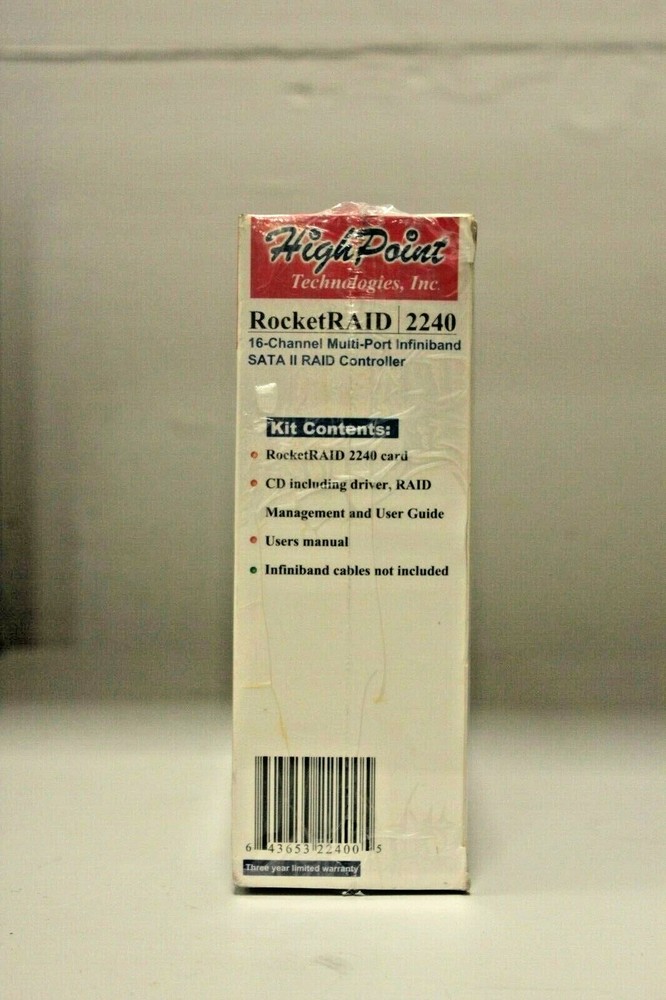 HighPoint
Technologies, Inc.
RocketRAID 2240
16-Channel Multi-Port Infiniband
SATA II RAID Controller
Kit Contents:
RocketRAID 2240 card
CD including driver, RAID
Management and User Guide
Users manual
Infiniband cables not included
6 43653 22400 5
Three year limited warranty